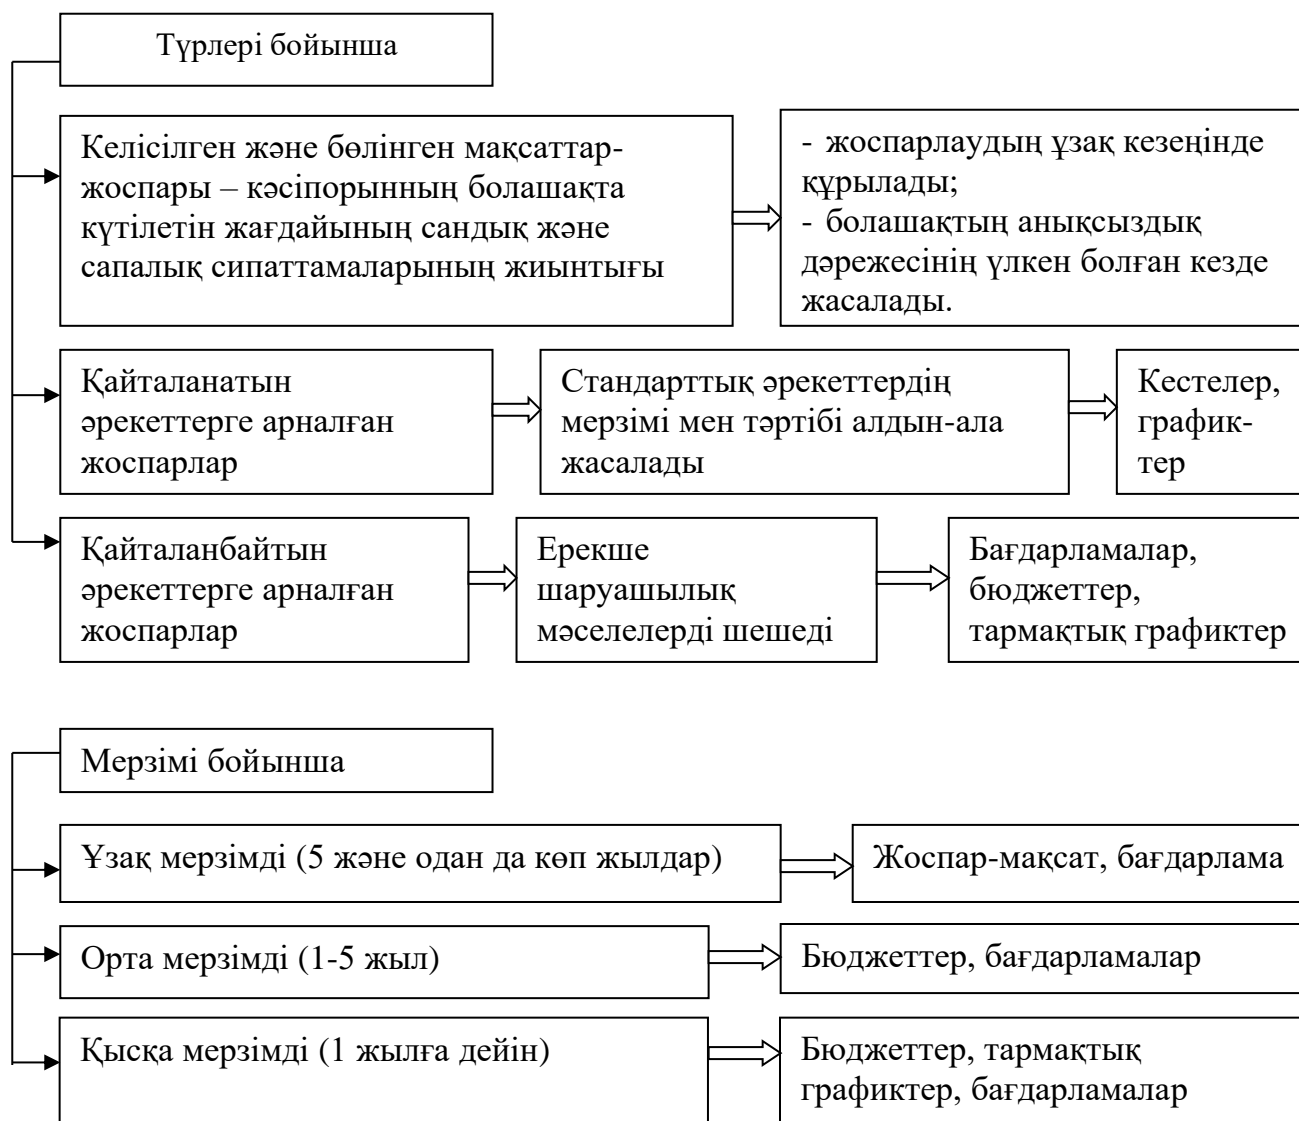 Түрлері бойынша
Келісілген және бөлінген мақсаттар-
жоспары – кәсіпорынның болашақта
күтілетін жағдайының сандық және
сапалық сипаттамаларының жиынтығы
- жоспарлаудың ұзақ кезеңінде
құрылады;
- болашақтың анықсыздық
дәрежесінің үлкен болған кезде
жасалады.
Қайталанатын
әрекеттерге арналған
жоспарлар
Стандарттық әрекеттердің
мерзімі мен тәртібі алдын-ала
жасалады
Кестелер,
график-
тер
Қайталанбайтын
әрекеттерге арналған
жоспарлар
Ерекше
шаруашылық
мәселелерді шешеді
Бағдарламалар,
бюджеттер,
тармақтық графиктер
Мерзімі бойынша
Ұзақ мерзімді (5 және одан да көп жылдар)
Жоспар-мақсат, бағдарлама
Орта мерзімді (1-5 жыл)
Бюджеттер, бағдарламалар
Қысқа мерзімді (1 жылға дейін)
Бюджеттер, тармақтық
графиктер, бағдарламалар